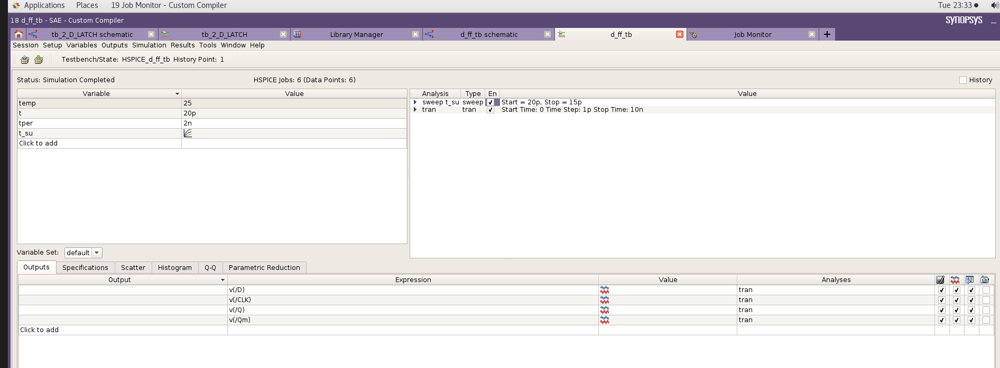 Applications Places 19 Job Monitor - Custom Compiler Tue 23:33
18 d_ff_tb - SAE - Custom Compiler SYNOPSYS
tb_2_D_LATCH schematic tb_2_D_LATCH Library Manager d_ff_tb schematic d_ff_tb Job Monitor +
Session Setup Variables Outputs Simulation Results Tools Window Help
Testbench/State: HSPICE_d_ff_tb History Point: 1
Status: Simulation Completed HSPICE Jobs: 6 (Data Points: 6) History
Variable Value
temp 25
t 20p
tper 2n
t_su
Click to add
Analysis Type En Value
sweep t_su sweep Start = 20p, Stop = 15p
tran tran Start Time: 0 Time Step: 1p Stop Time: 10n
Variable Set: default
Outputs Specifications Scatter Histogram Q-Q Parametric Reduction
Output Expression Value Analyses
v(/D) tran
v(/CLK) tran
v(/Q) tran
v(/Qm) tran
Click to add